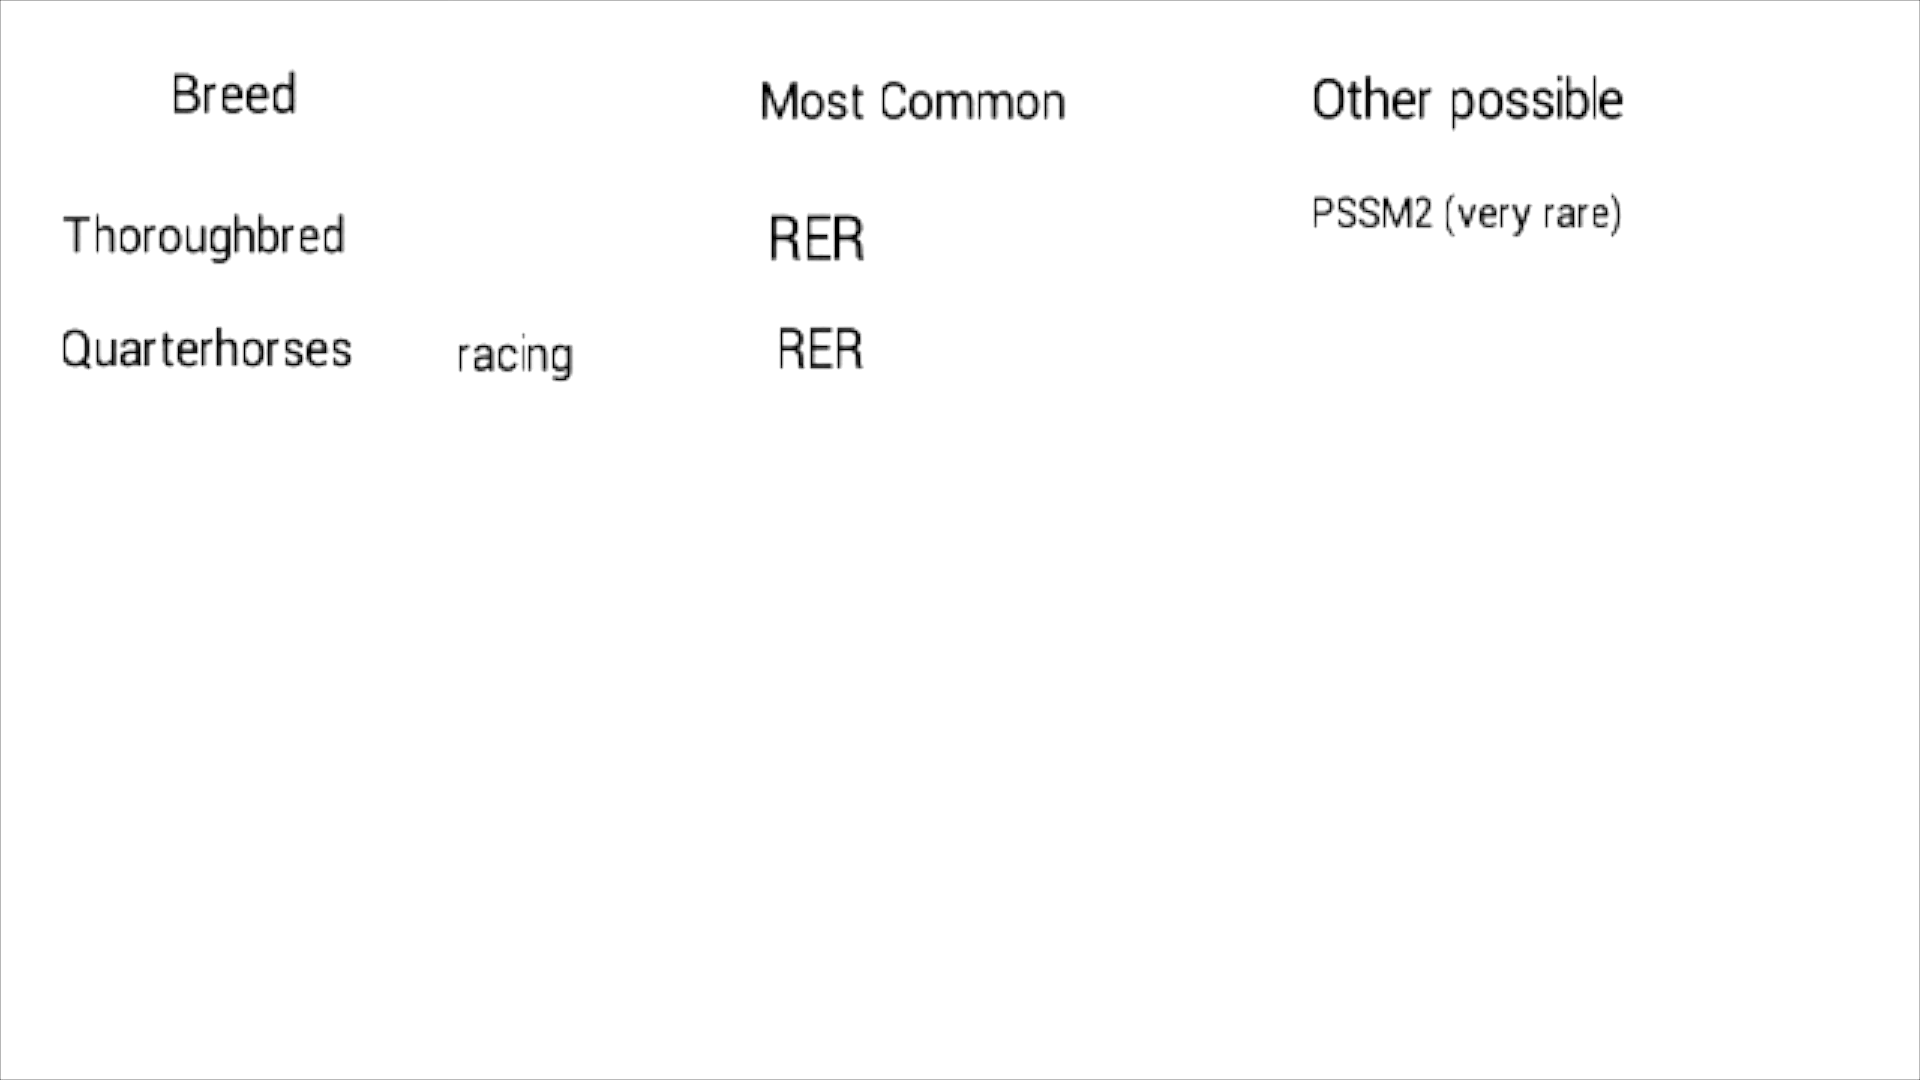 Breed Most Common Other possible
Thoroughbred RER PSSM2 (very rare)
Quarterhorses racing RER